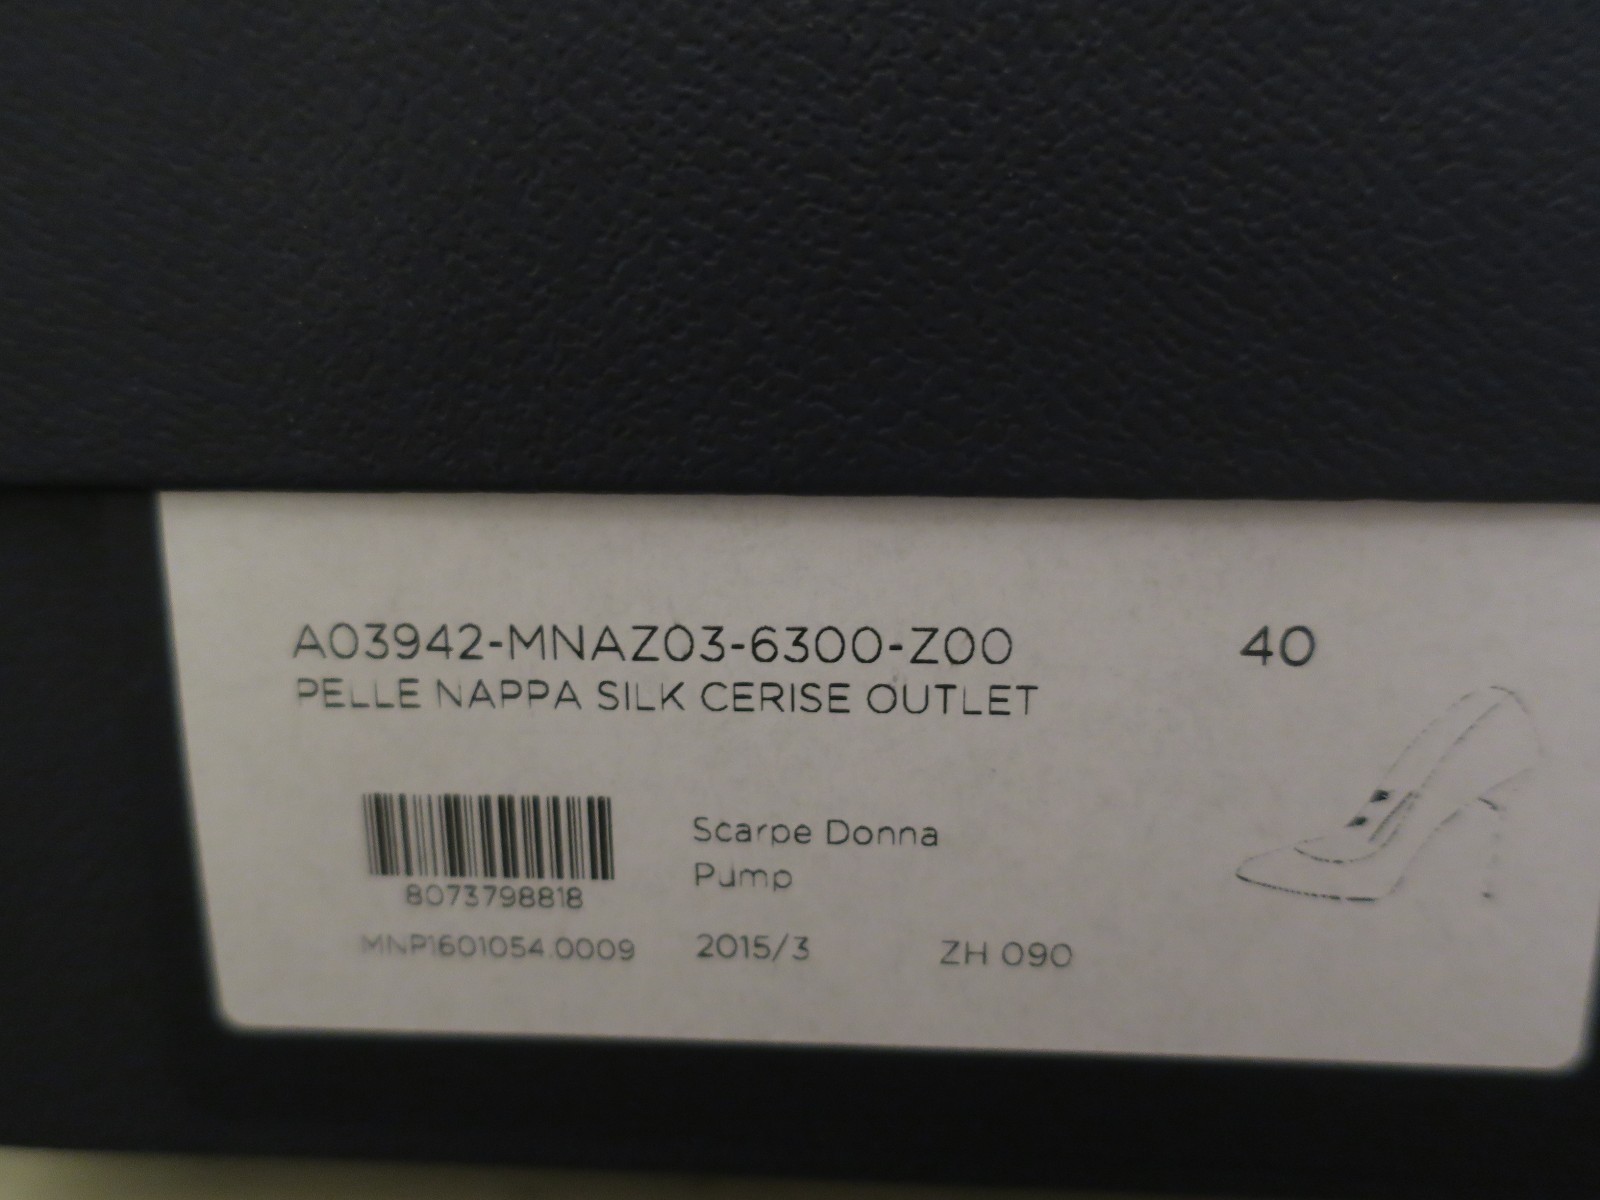 A03942-MNAZ03-6300-Z00 40
PELLE NAPPA SILK CERISE OUTLET
Scarpe Donna
Pump
8073798818
MNP1601054.0009 2015/3 ZH 090